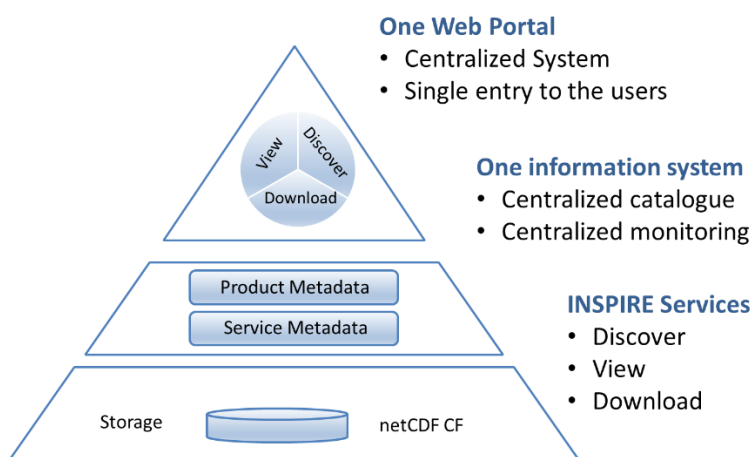 One Web Portal
• Centralized System
• Single entry to the users
View
Discover
Download
One information system
• Centralized catalogue
• Centralized monitoring
Product Metadata
Service Metadata
INSPIRE Services
• Discover
• View
• Download
Storage
netCDF CF